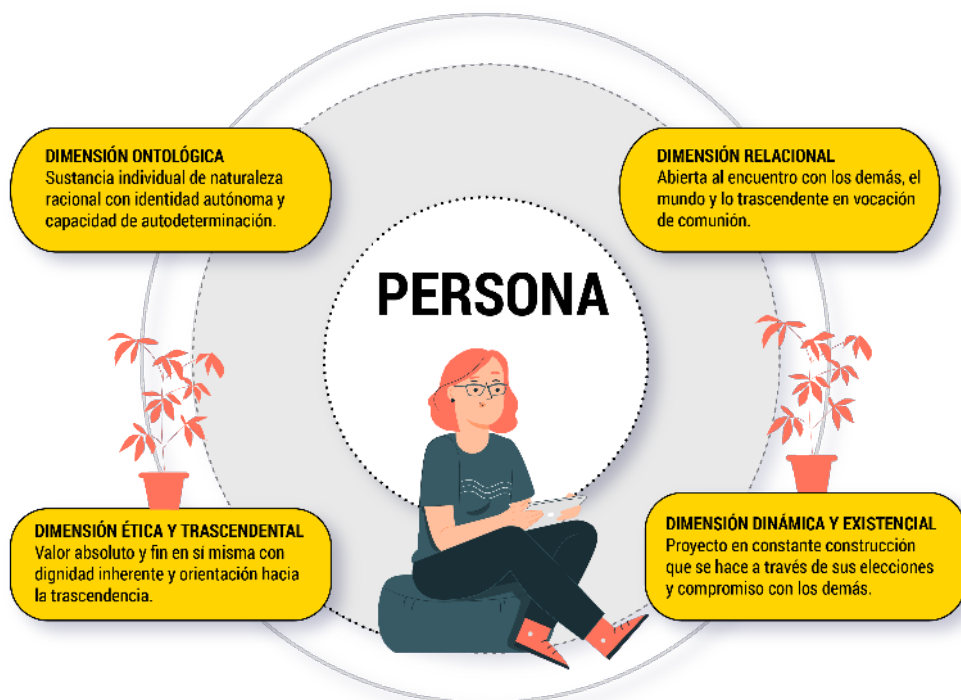 DIMENSIÓN ONTOLÓGICA
Sustancia individual de naturaleza
racional con identidad autónoma y
capacidad de autodeterminación.
DIMENSIÓN RELACIONAL
Abierta al encuentro con los demás, el
mundo y lo trascendente en vocación
de comunión.
PERSONA
DIMENSIÓN ÉTICA Y TRASCENDENTAL
Valor absoluto y fin en sí misma con
dignidad inherente y orientación hacia
la trascendencia.
DIMENSIÓN DINÁMICA Y EXISTENCIAL
Proyecto en constante construcción
que se hace a través de sus elecciones
y compromiso con los demás.